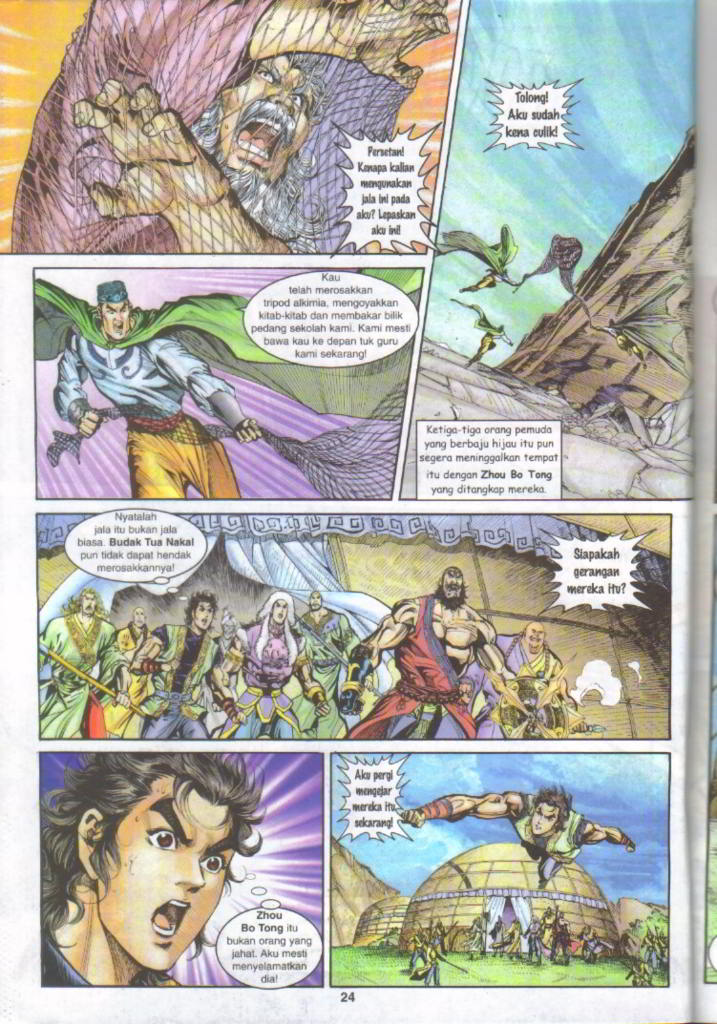 Persetan!
Kenapa kalian
mengunakan
jala ini pada
aku? Lepaskan
aku ini!
Tolong!
Aku sudah
kena culik!
Kau
telah merosakkan
tripod alkimia, mengoyakkan
kitab-kitab dan membakar bilik
pedang sekolah kami. Kami mesti
bawa kau ke depan tuk guru
kami sekarang!
Ketiga-tiga orang pemuda
yang berbaju hijau itu pun
segera meninggalkan tempat
itu dengan Zhou Bo Tong
yang ditangkap mereka.
Nyatalah
jala itu bukan jala
biasa. Budak Tua Nakal
pun tidak dapat hendak
merosakkannya!
Siapakah
gerangan
mereka itu?
Zhou
Bo Tong itu
bukan orang yang
jahat. Aku mesti
menyelamatkan
dia!
Aku pergi
mengejar
mereka itu
sekarang!
24